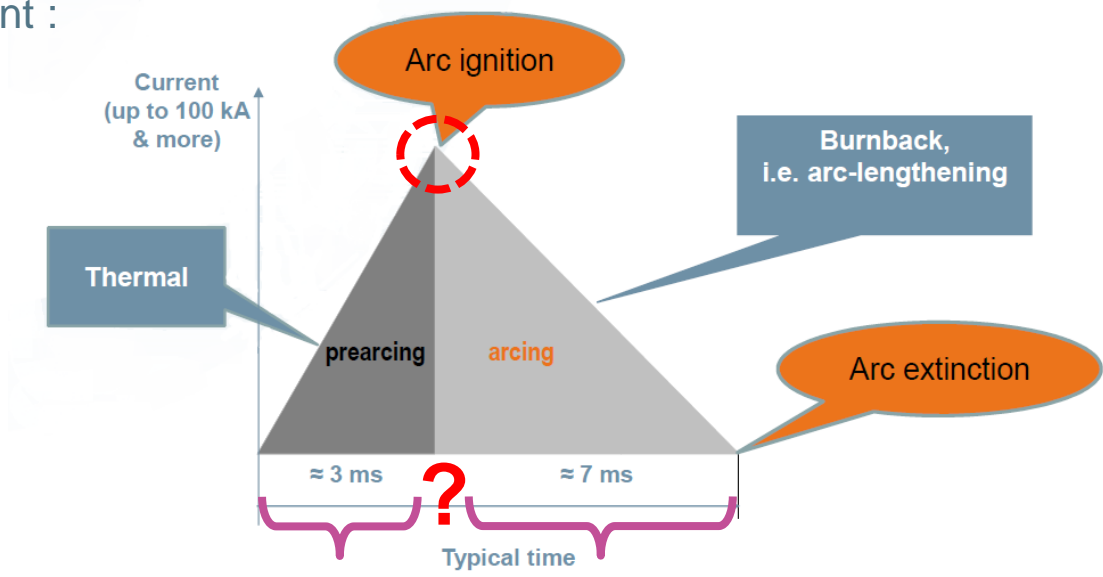 nt :
Arc ignition
Current
(up to 100 kA
& more)
Burnback,
i.e. arc-lengthening
Thermal
prearcing
arcing
Arc extinction
≈ 3 ms
?
≈ 7 ms
Typical time